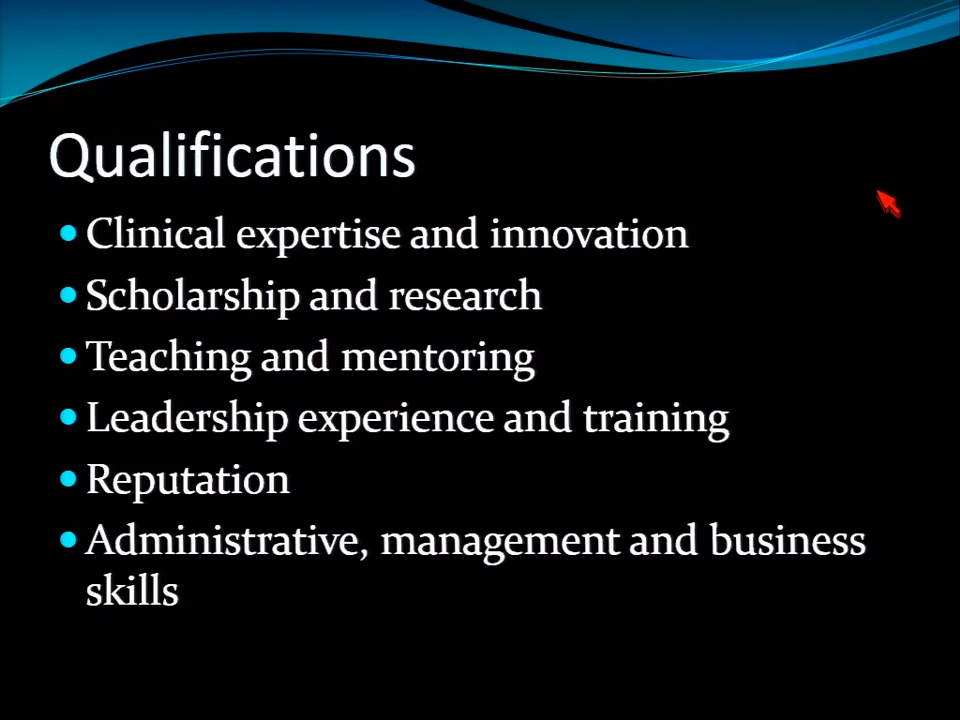 Qualifications
Clinical expertise and innovation
Scholarship and research
Teaching and mentoring
Leadership experience and training
Reputation
Administrative, management and business
skills